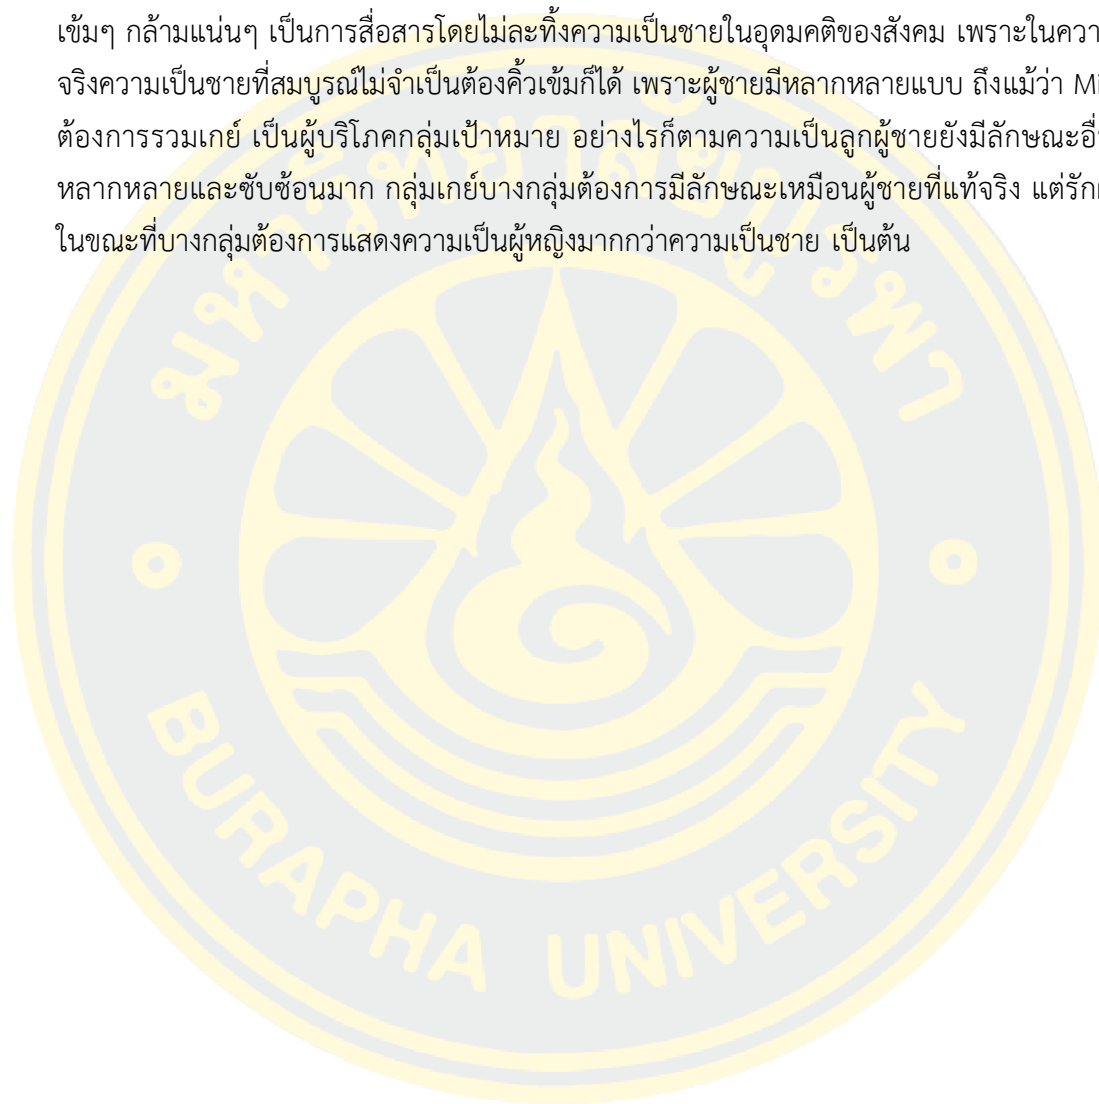 เข้มๆ กล้ามแน่นๆ เป็นการสื่อสารโดยไม่ละทิ้งความเป็นชายในอุดมคติของสังคม เพราะในควา
จริงความเป็นชายที่สมบูรณ์ไม่จำเป็นต้องคิ้วเข้มก็ได้ เพราะผู้ชายมีหลากหลายแบบ ถึงแม้ว่า
ต้องการรวมเกย์ เป็นผู้บริโภคกลุ่มเป้าหมาย อย่างไรก็ตามความเป็นลูกผู้ชายยังมีลักษณะอื่
หลากหลายและซับซ้อนมาก กลุ่มเกย์บางกลุ่มต้องการมีลักษณะเหมือนผู้ชายที่แท้จริง แต่รัก
ในขณะที่บางกลุ่มต้องการแสดงความเป็นผู้หญิงมากกว่าความเป็นชาย เป็นต้น
มหาวิทยาลัยบูรพา
BURAPHA UNIVERSITY